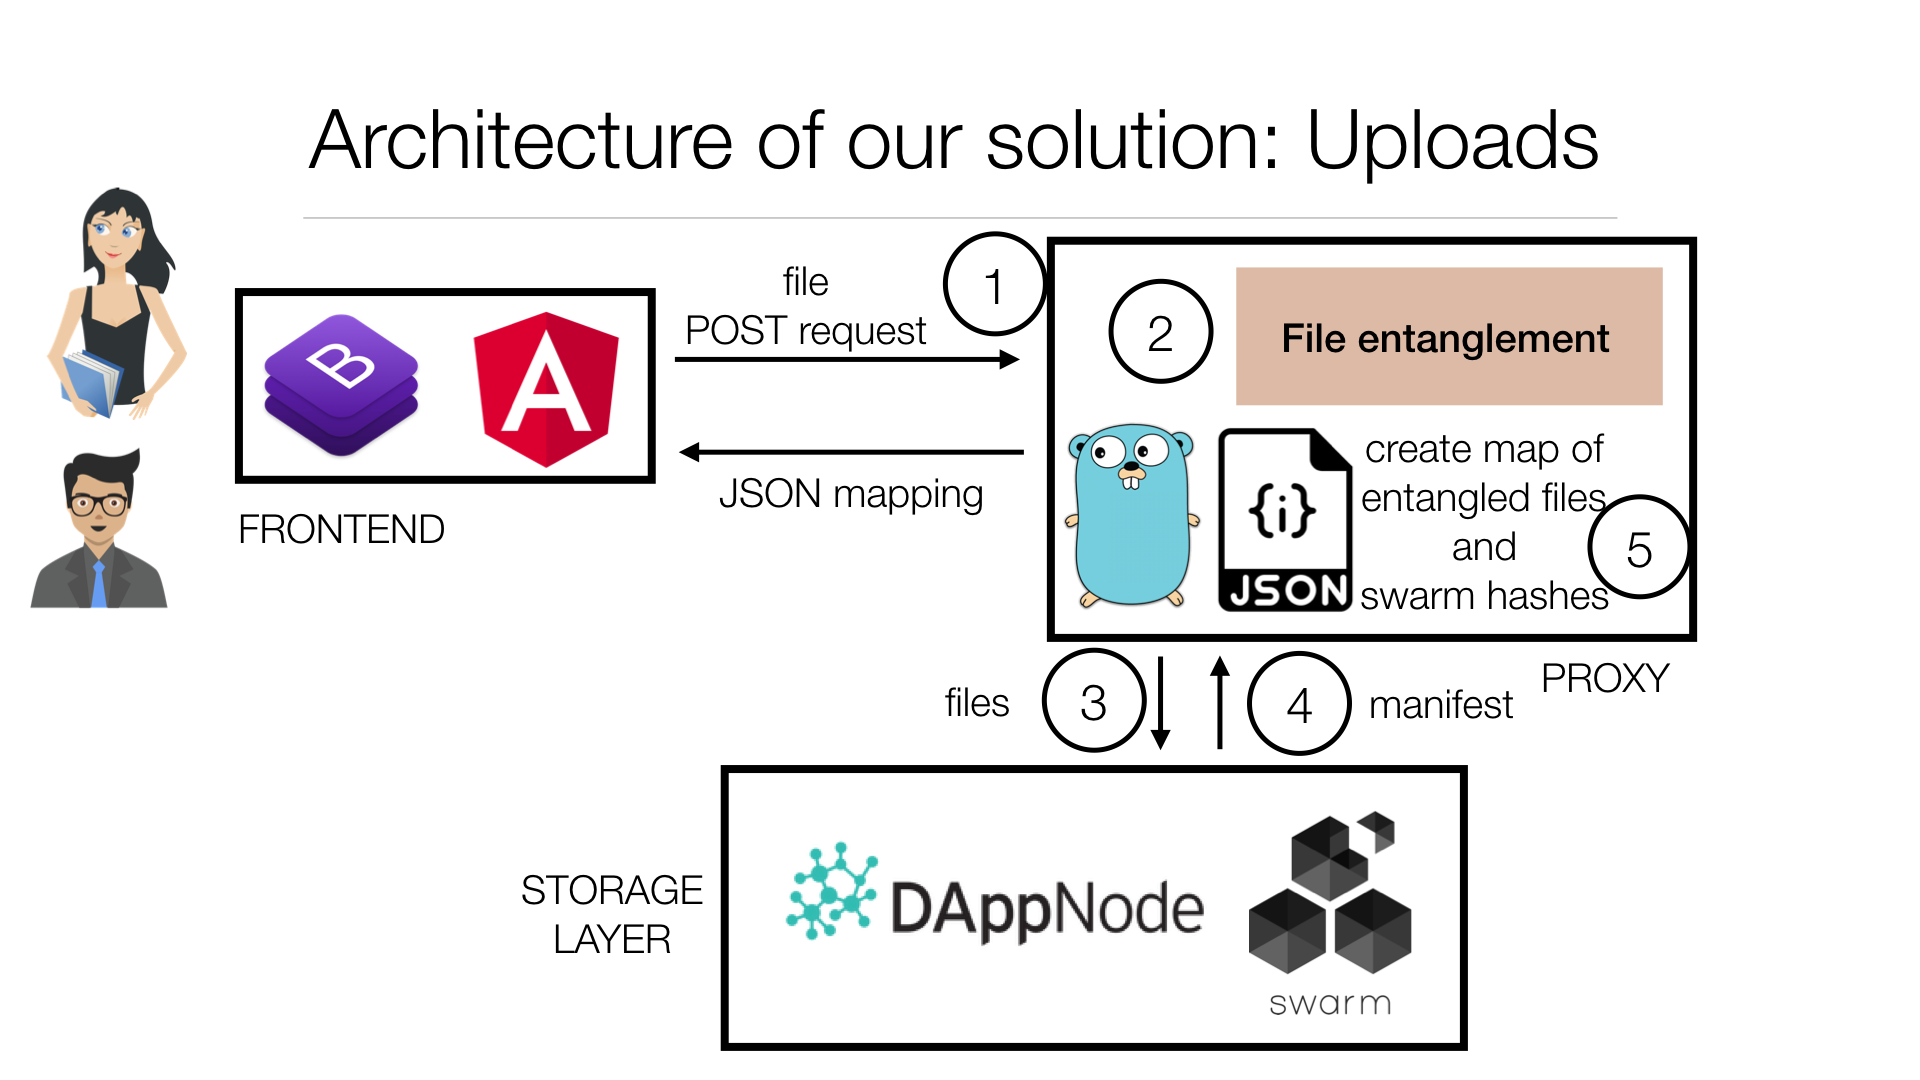 Architecture of our solution: Uploads
file
POST request
1
2
File entanglement
B
A
JSON mapping
FRONTEND
{i}
JSON
create map of
entangled files
and
swarm hashes
5
PROXY
files
3
4
manifest
STORAGE
LAYER
DAppNode
swarm